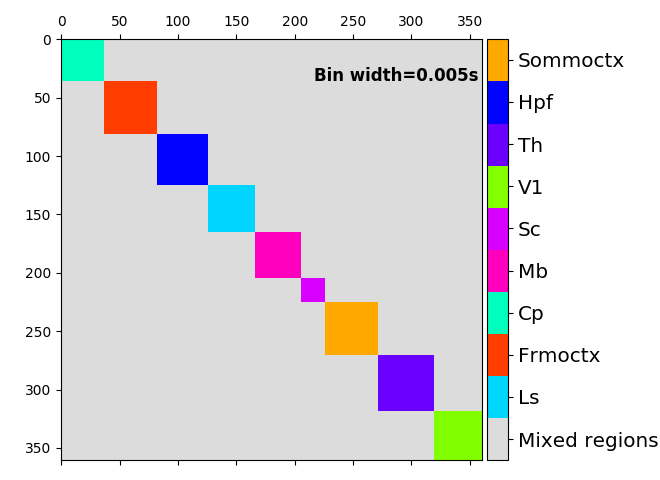 0 50 100 150 200 250 300 350
0
50
100
150
200
250
300
350
Bin width=0.005s
Sommoctx
Hpf
Th
V1
Sc
Mb
Cp
Frmoctx
Ls
Mixed regions